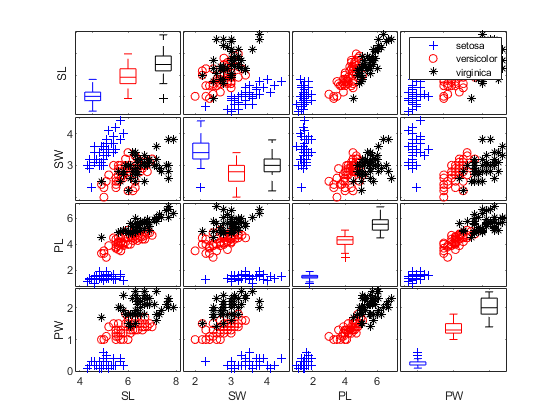 SL
setosa
versicolor
virginica
SW
4
3
PL
6
4
2
PW
2
1
0
4 6 8
2 3 4
2 4 6
SL SW PL PW